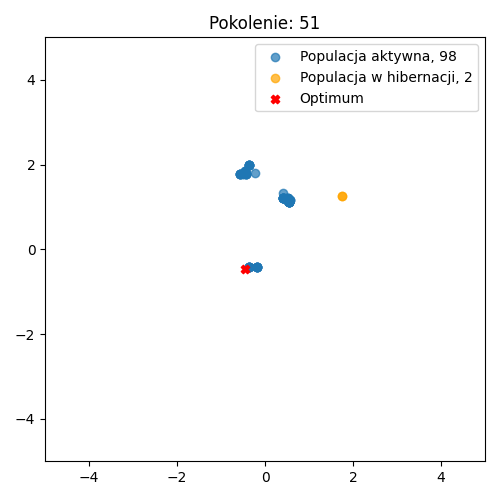 Pokolenie: 51
Populacja aktywna, 98
Populacja w hibernacji, 2
Optimum
4
2
0
−2
−4
−4 −2 0 2 4